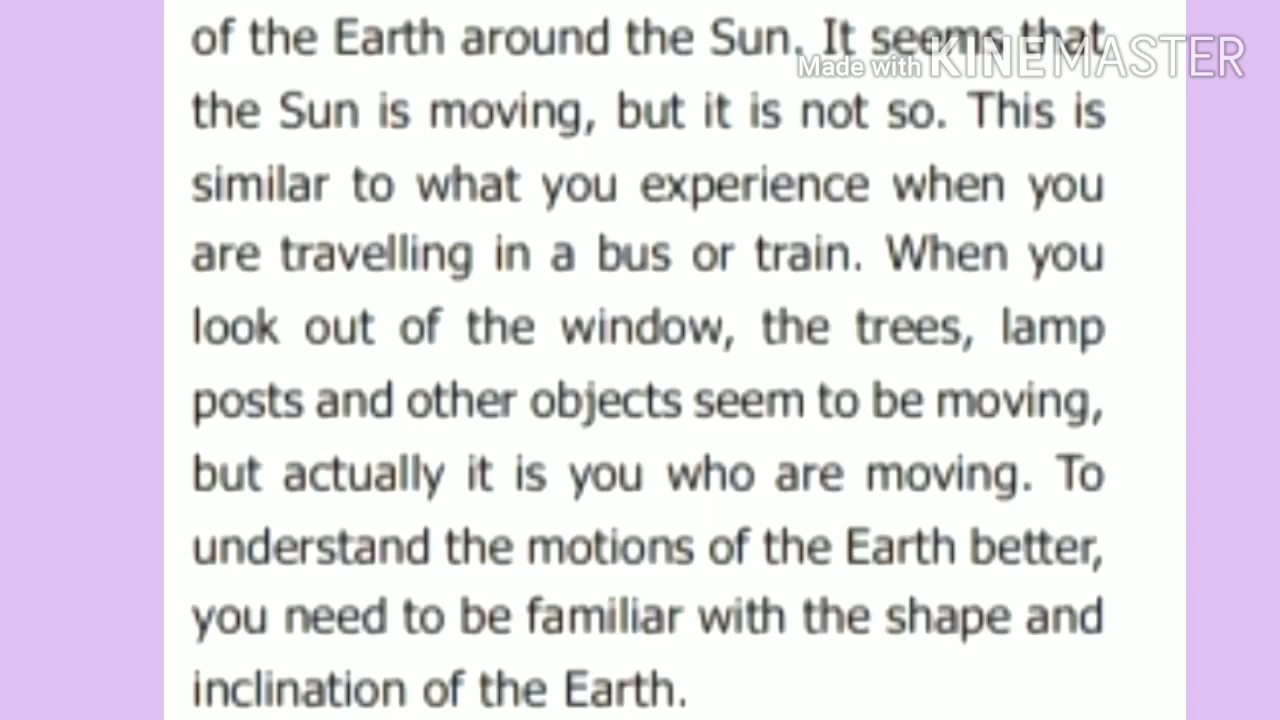 of the Earth around the Sun. It seems that
Made with KINEMASTER
the Sun is moving, but it is not so. This is
similar to what you experience when you
are travelling in a bus or train. When you
look out of the window, the trees, lamp
posts and other objects seem to be moving,
but actually it is you who are moving. To
understand the motions of the Earth better,
you need to be familiar with the shape and
inclination of the Earth.